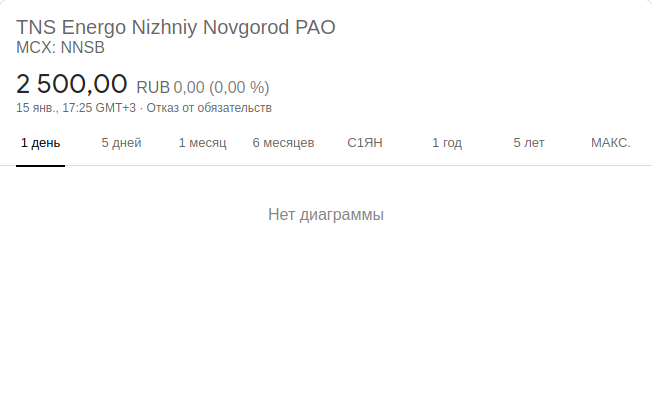 TNS Energo Nizhniy Novgorod PAO
MCX: NNSB
2 500,00 RUB 0,00 (0,00 %)
15 янв., 17:25 GMT+3 · Отказ от обязательств
1 день 5 дней 1 месяц 6 месяцев С1ЯН 1 год 5 лет МАКС.
Нет диаграммы